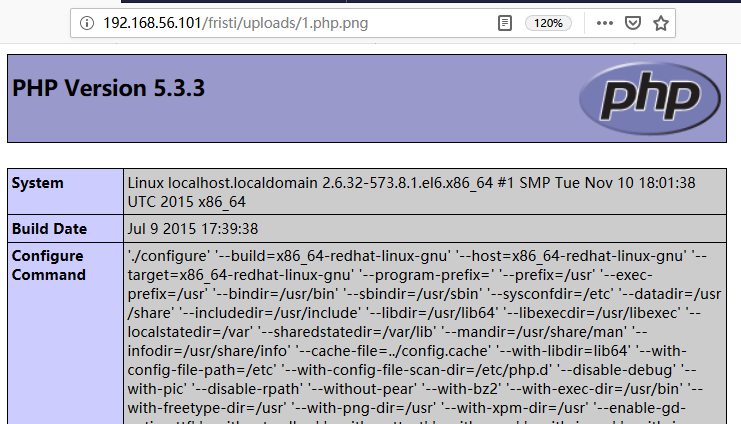 192.168.56.101/fristi/uploads/1.php.png
120%
PHP Version 5.3.3
php
System
Linux localhost.localdomain 2.6.32-573.8.1.el6.x86_64 #1 SMP Tue Nov 10 18:01:38
UTC 2015 x86_64
Build Date
Jul 9 2015 17:39:38
Configure
Command
'./configure' '--build=x86_64-redhat-linux-gnu' '--host=x86_64-redhat-linux-gnu' '--
target=x86_64-redhat-linux-gnu' '--program-prefix=' '--prefix=/usr' '--exec-
prefix=/usr' '--bindir=/usr/bin' '--sbindir=/usr/sbin' '--sysconfdir=/etc' '--datadir=/usr
/share' '--includedir=/usr/include' '--libdir=/usr/lib64' '--libexecdir=/usr/libexec' '--
localstatedir=/var' '--sharedstatedir=/var/lib' '--mandir=/usr/share/man' '--
infodir=/usr/share/info' '--cache-file=../config.cache' '--with-libdir=lib64' '--with-
config-file-path=/etc' '--with-config-file-scan-dir=/etc/php.d' '--disable-debug' '--
with-pic' '--disable-rpath' '--without-pear' '--with-bz2' '--with-exec-dir=/usr/bin' '--
with-freetype-dir=/usr' '--with-png-dir=/usr' '--with-xpm-dir=/usr' '--enable-gd-